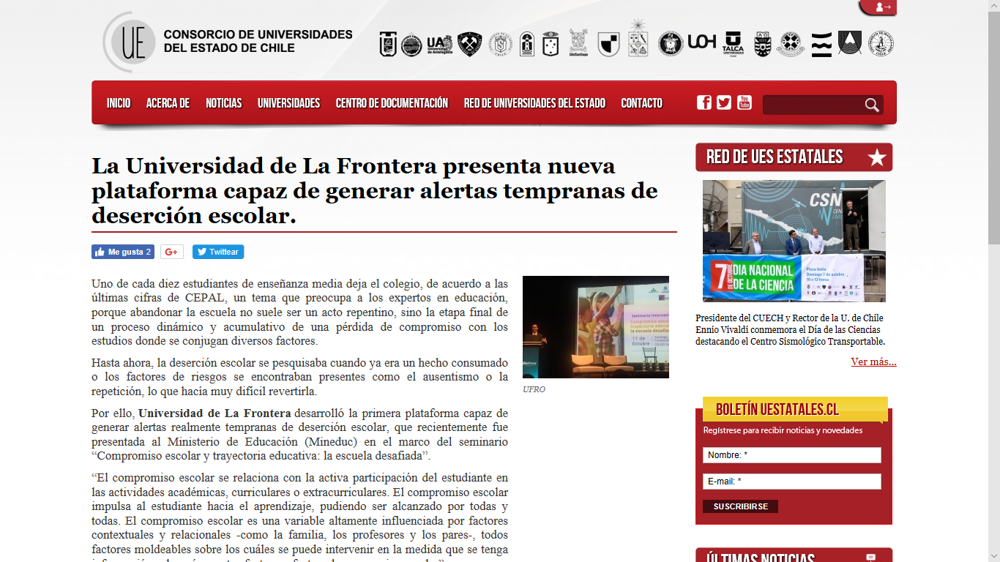 UE
CONSORCIO DE UNIVERSIDADES
DEL ESTADO DE CHILE
UA
Universidad
de Antofagasta
UdeSantiago
UOH
TALCA
UNIVERSIDAD
CHILE
INICIO
ACERCA DE
NOTICIAS
UNIVERSIDADES
CENTRO DE DOCUMENTACIÓN
RED DE UNIVERSIDADES DEL ESTADO
CONTACTO
You
Tube
La Universidad de La Frontera presenta nueva
plataforma capaz de generar alertas tempranas de
deserción escolar.
Me gusta 2
G+
Twittear
Uno de cada diez estudiantes de enseñanza media deja el colegio, de acuerdo a las
últimas cifras de CEPAL, un tema que preocupa a los expertos en educación,
porque abandonar la escuela no suele ser un acto repentino, sino la etapa final de
un proceso dinámico y acumulativo de una pérdida de compromiso con los
estudios donde se conjugan diversos factores.
Hasta ahora, la deserción escolar se pesquisaba cuando ya era un hecho consumado
o los factores de riesgos se encontraban presentes como el ausentismo o la
repetición, lo que hacía muy difícil revertirla.
Por ello, Universidad de La Frontera desarrolló la primera plataforma capaz de
generar alertas realmente tempranas de deserción escolar, que recientemente fue
presentada al Ministerio de Educación (Mineduc) en el marco del seminario
“Compromiso escolar y trayectoria educativa: la escuela desafiada”.
“El compromiso escolar se relaciona con la activa participación del estudiante en
las actividades académicas, curriculares o extracurriculares. El compromiso escolar
impulsa al estudiante hacia el aprendizaje, pudiendo ser alcanzado por todas y
todas. El compromiso escolar es una variable altamente influenciada por factores
contextuales y relacionales -como la familia, los profesores y los pares-, todos
factores moldeables sobre los cuáles se puede intervenir en la medida que se tenga
Seminario Internaci
Compromiso esco
trayectoria educativa
la escuela desafiad
11 de
Octubre
UFRO
RED DE UES ESTATALES
CSN
7
DE OCTUBRE
DIA NACIONAL
DE LA CIENCIA
Plaza Italia
Domingo 7 de octubre
10 a 13 horas
Presidente del CUECH y Rector de la U. de Chile
Ennio Vivaldi conmemora el Día de las Ciencias
destacando el Centro Sismológico Transportable.
Ver más...
BOLETÍN UESTATALES.CL
Regístrese para recibir noticias y novedades
Nombre: *
E-mail: *
SUSCRIBIRSE
ÚLTIMAS NOTICIAS